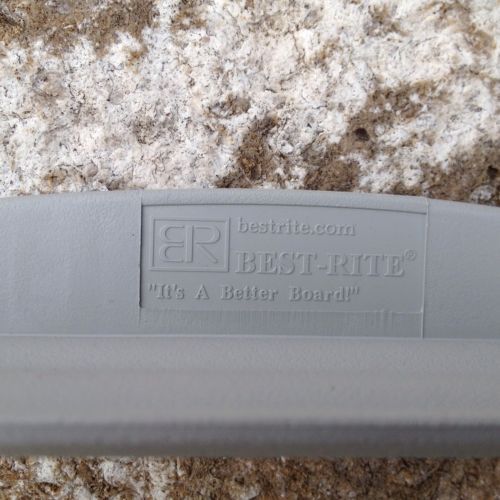 BR
bestrite.com
BEST-RITE®
"It's A Better Board!"